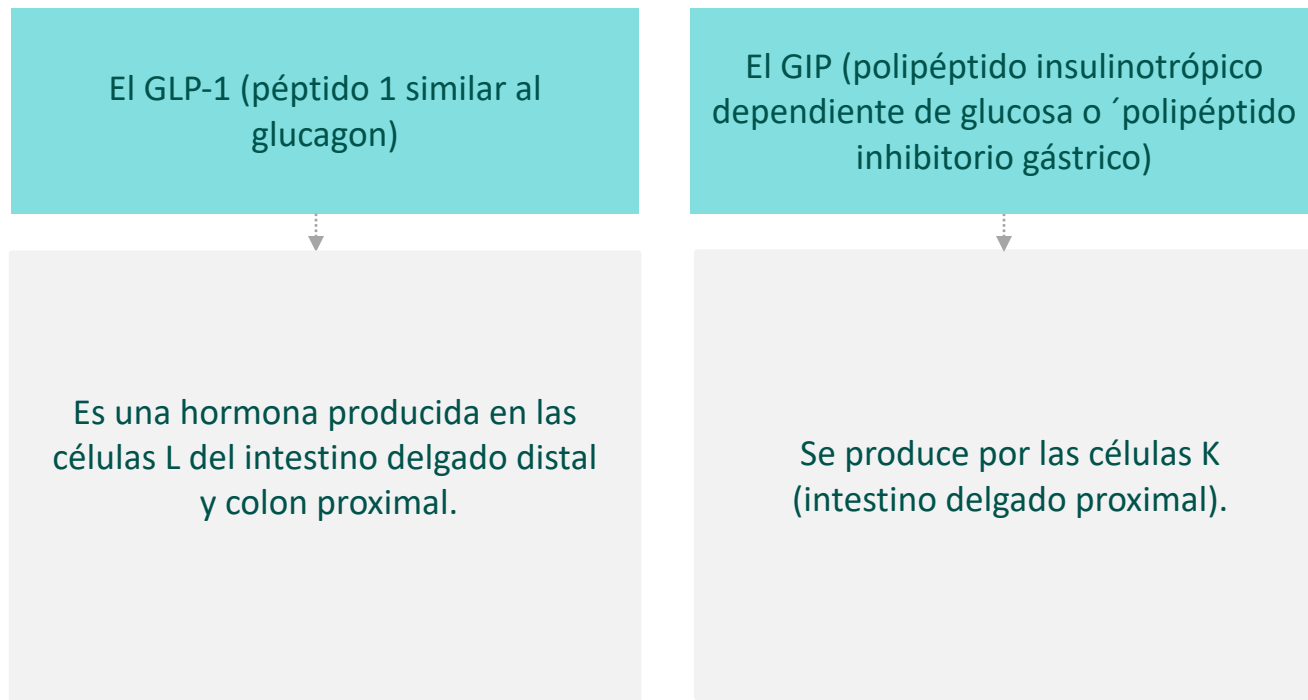 El GLP-1 (péptido 1 similar al
glucagon)
El GIP (polipéptido insulinotrópico
dependiente de glucosa o ´polipéptido
inhibitorio gástrico)
Es una hormona producida en las
células L del intestino delgado distal
y colon proximal.
Se produce por las células K
(intestino delgado proximal).